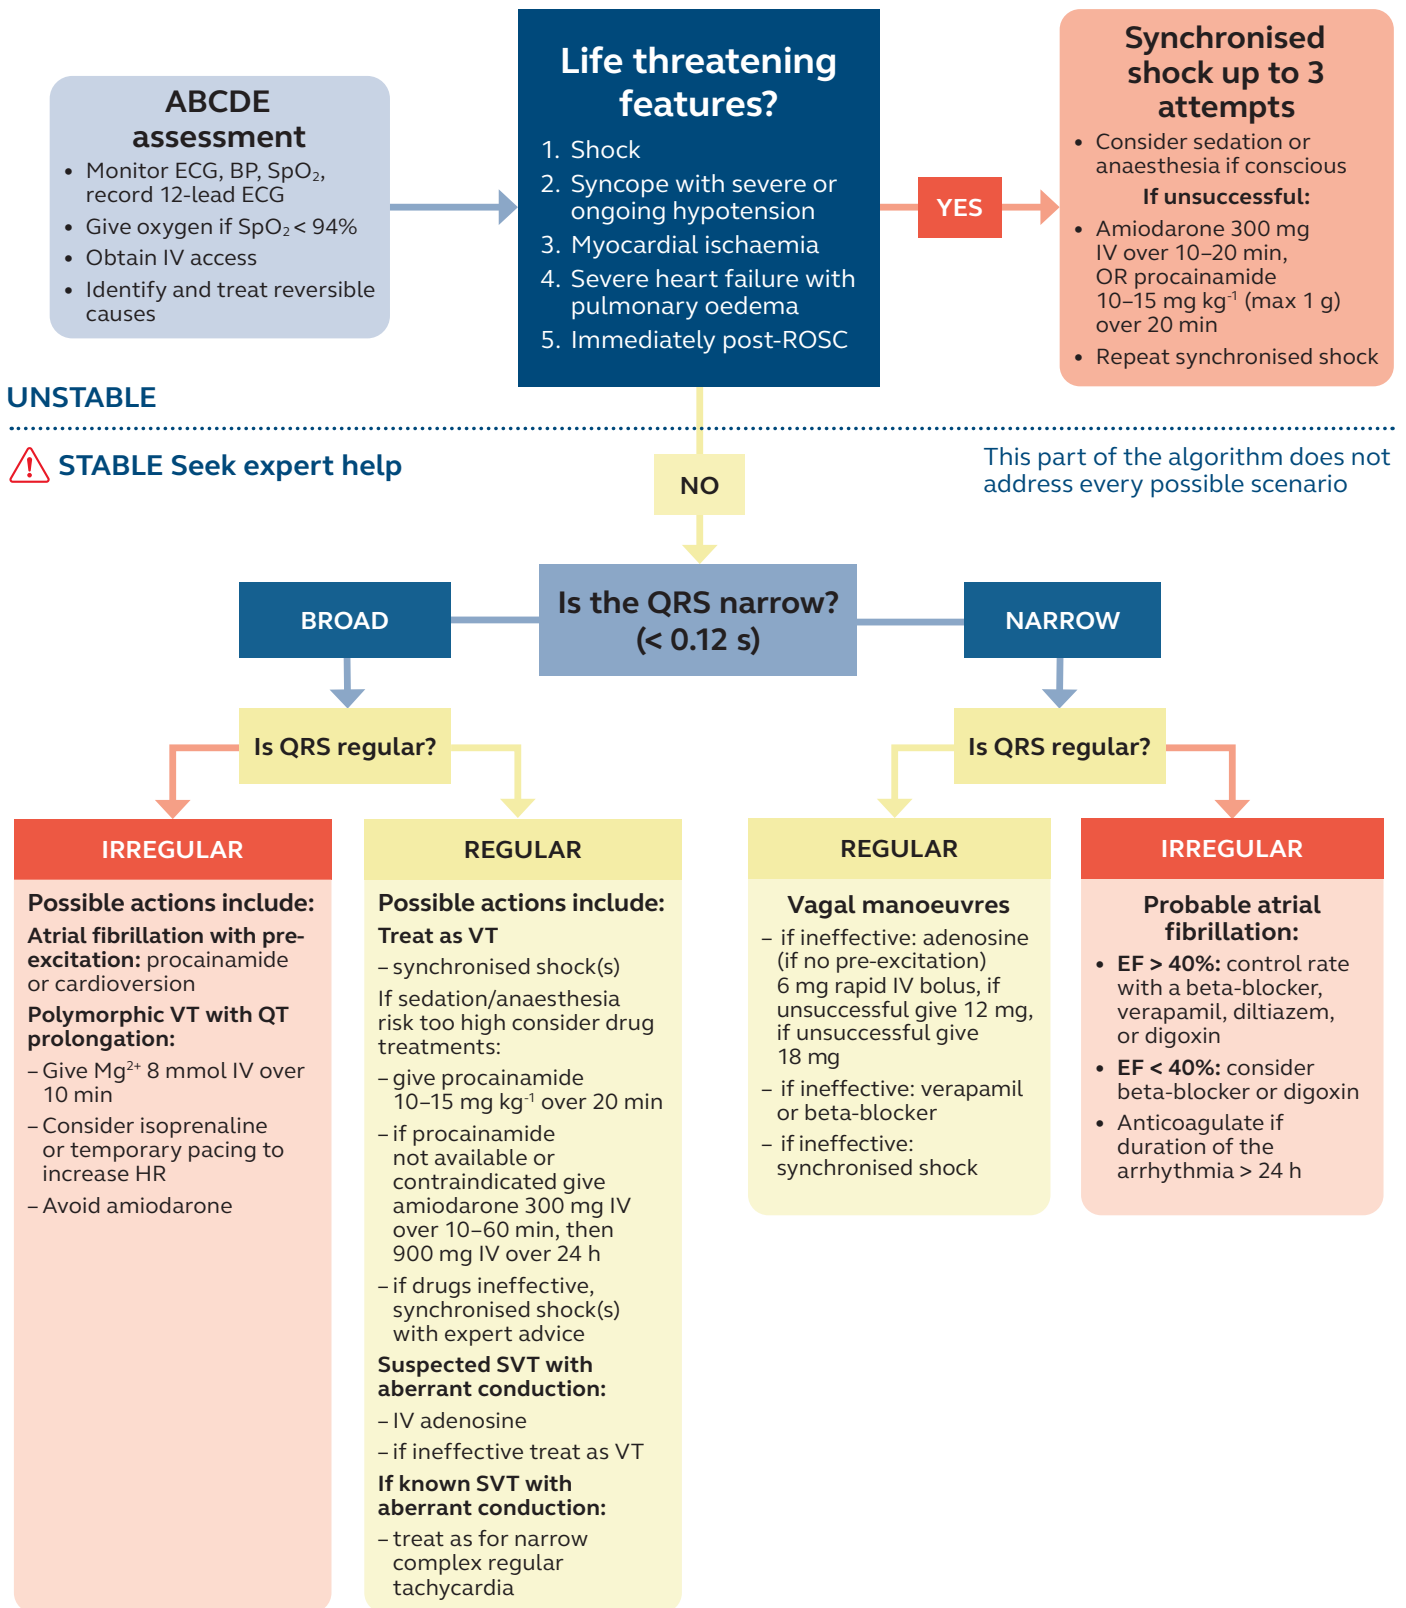 ABCDE
assessment
• Monitor ECG, BP, SpO₂,
record 12-lead ECG
• Give oxygen if SpO₂ < 94%
• Obtain IV access
• Identify and treat reversible
causes
Life threatening
features?
1. Shock
2. Syncope with severe or
ongoing hypotension
3. Myocardial ischaemia
4. Severe heart failure with
pulmonary oedema
5. Immediately post-ROSC
YES
Synchronised
shock up to 3
attempts
• Consider sedation or
anaesthesia if conscious
If unsuccessful:
• Amiodarone 300 mg
IV over 10–20 min,
OR procainamide
10–15 mg kg⁻¹ (max 1 g)
over 20 min
• Repeat synchronised shock
UNSTABLE
! STABLE Seek expert help
This part of the algorithm does not
address every possible scenario
NO
Is the QRS narrow?
(< 0.12 s)
BROAD
NARROW
Is QRS regular?
Is QRS regular?
IRREGULAR
Possible actions include:
Atrial fibrillation with pre-
excitation: procainamide
or cardioversion
Polymorphic VT with QT
prolongation:
– Give Mg²⁺ 8 mmol IV over
10 min
– Consider isoprenaline
or temporary pacing to
increase HR
– Avoid amiodarone
REGULAR
Possible actions include:
Treat as VT
– synchronised shock(s)
If sedation/anaesthesia
risk too high consider drug
treatments:
– give procainamide
10–15 mg kg⁻¹ over 20 min
– if procainamide
not available or
contraindicated give
amiodarone 300 mg IV
over 10–60 min, then
900 mg IV over 24 h
– if drugs ineffective,
synchronised shock(s)
with expert advice
Suspected SVT with
aberrant conduction:
– IV adenosine
– if ineffective treat as VT
If known SVT with
aberrant conduction:
– treat as for narrow
complex regular
tachycardia
REGULAR
Vagal manoeuvres
– if ineffective: adenosine
(if no pre-excitation)
6 mg rapid IV bolus, if
unsuccessful give 12 mg,
if unsuccessful give
18 mg
– if ineffective: verapamil
or beta-blocker
– if ineffective:
synchronised shock
IRREGULAR
Probable atrial
fibrillation:
• EF > 40%: control rate
with a beta-blocker,
verapamil, diltiazem,
or digoxin
• EF < 40%: consider
beta-blocker or digoxin
• Anticoagulate if
duration of the
arrhythmia > 24 h